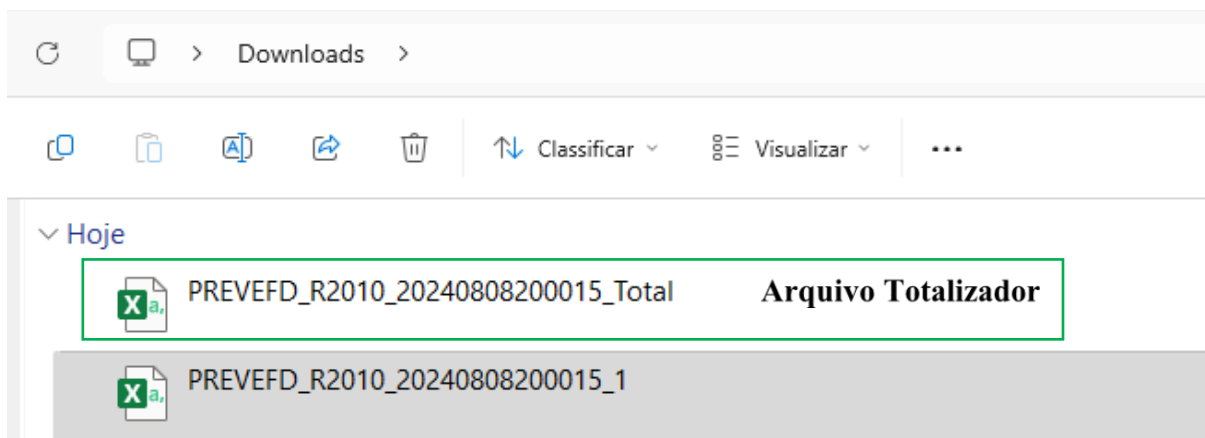 Downloads
Classificar Visualizar
Hoje
PREVEFD_R2010_20240808200015_Total Arquivo Totalizador
PREVEFD_R2010_20240808200015_1